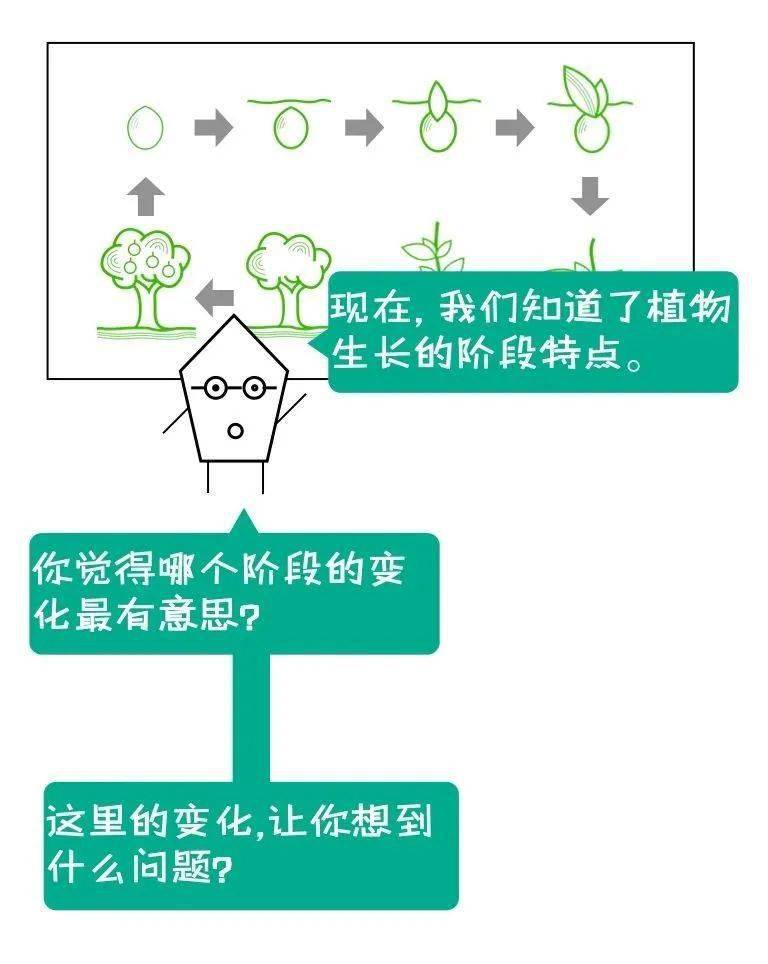 现在, 我们知道了植物
生长的阶段特点。
你觉得哪个阶段的变
化最有意思?
这里的变化,让你想到
什么问题?